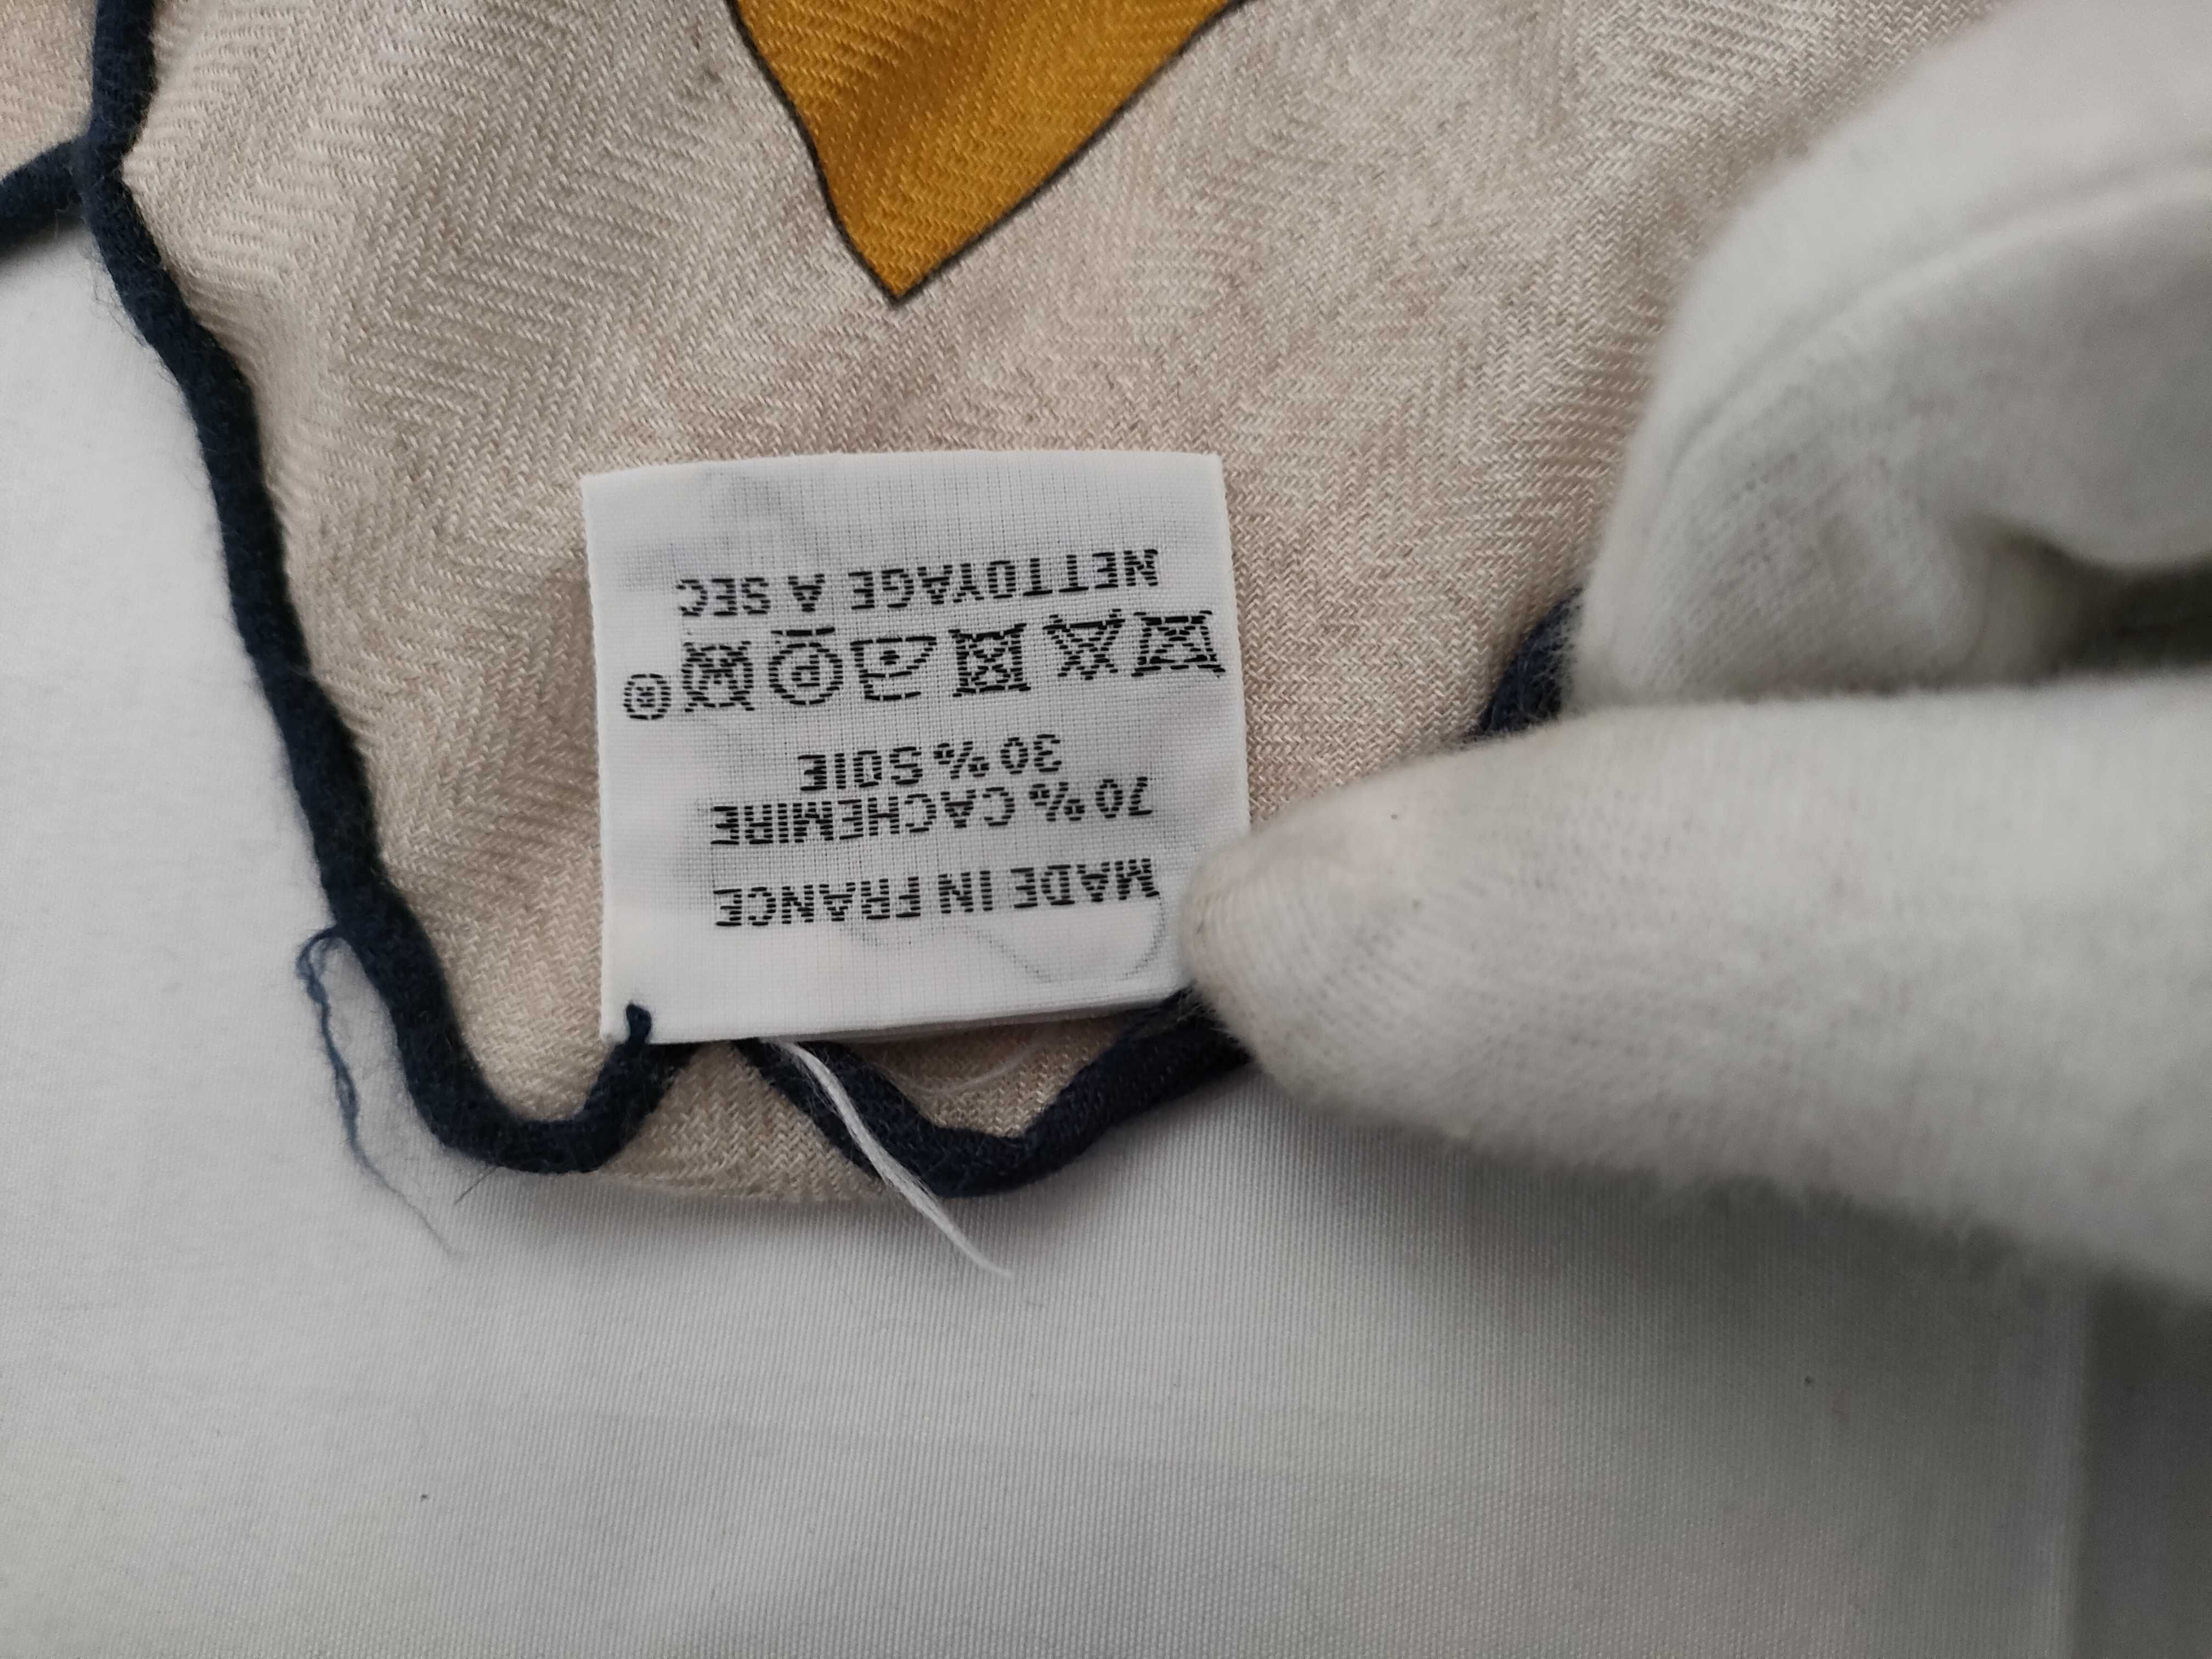 MADE IN FRANCE
70% CACHEMIRE
30% SOIE
P W ®
NETTOYAGE A SEC